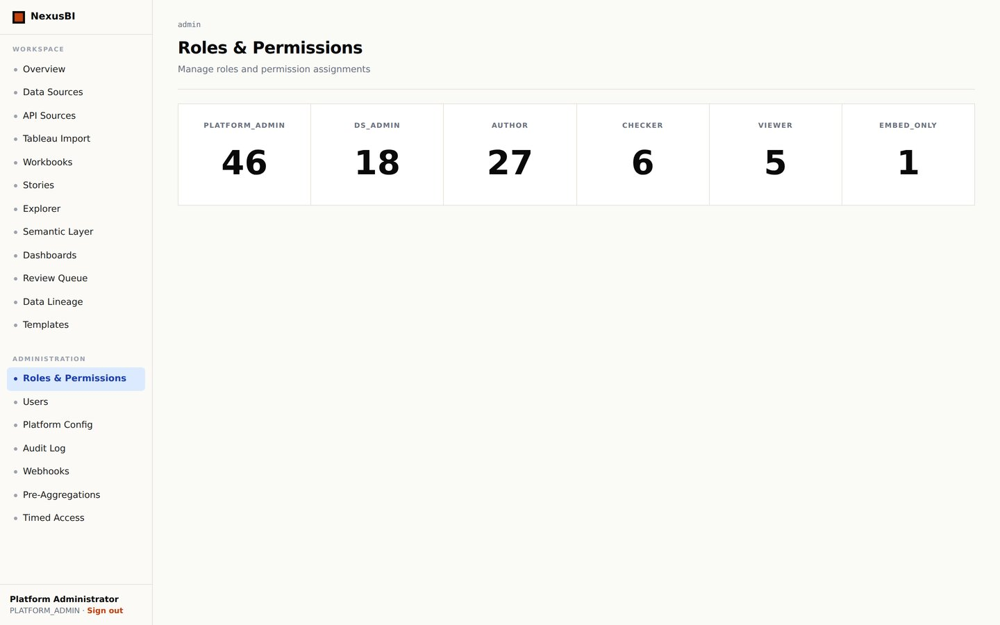 NexusBI
WORKSPACE
Overview
Data Sources
API Sources
Tableau Import
Workbooks
Stories
Explorer
Semantic Layer
Dashboards
Review Queue
Data Lineage
Templates
ADMINISTRATION
Roles & Permissions
Users
Platform Config
Audit Log
Webhooks
Pre-Aggregations
Timed Access
Platform Administrator
PLATFORM_ADMIN · Sign out
admin
Roles & Permissions
Manage roles and permission assignments
PLATFORM_ADMIN
46
DS_ADMIN
18
AUTHOR
27
CHECKER
6
VIEWER
5
EMBED_ONLY
1